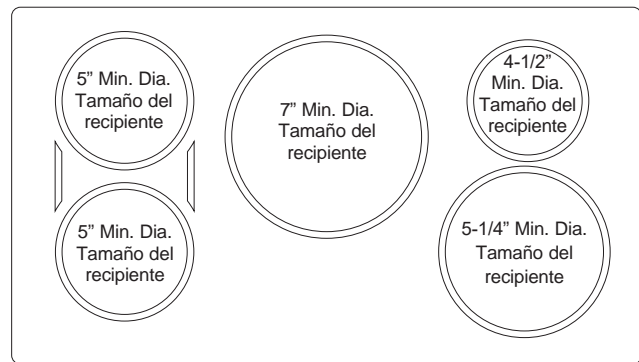 5” Min. Dia.
Tamaño del
recipiente
5” Min. Dia.
Tamaño del
recipiente
7” Min. Dia.
Tamaño del
recipiente
4-1/2”
Min. Dia.
Tamaño del
recipiente
5-1/4” Min. Dia.
Tamaño del
recipiente